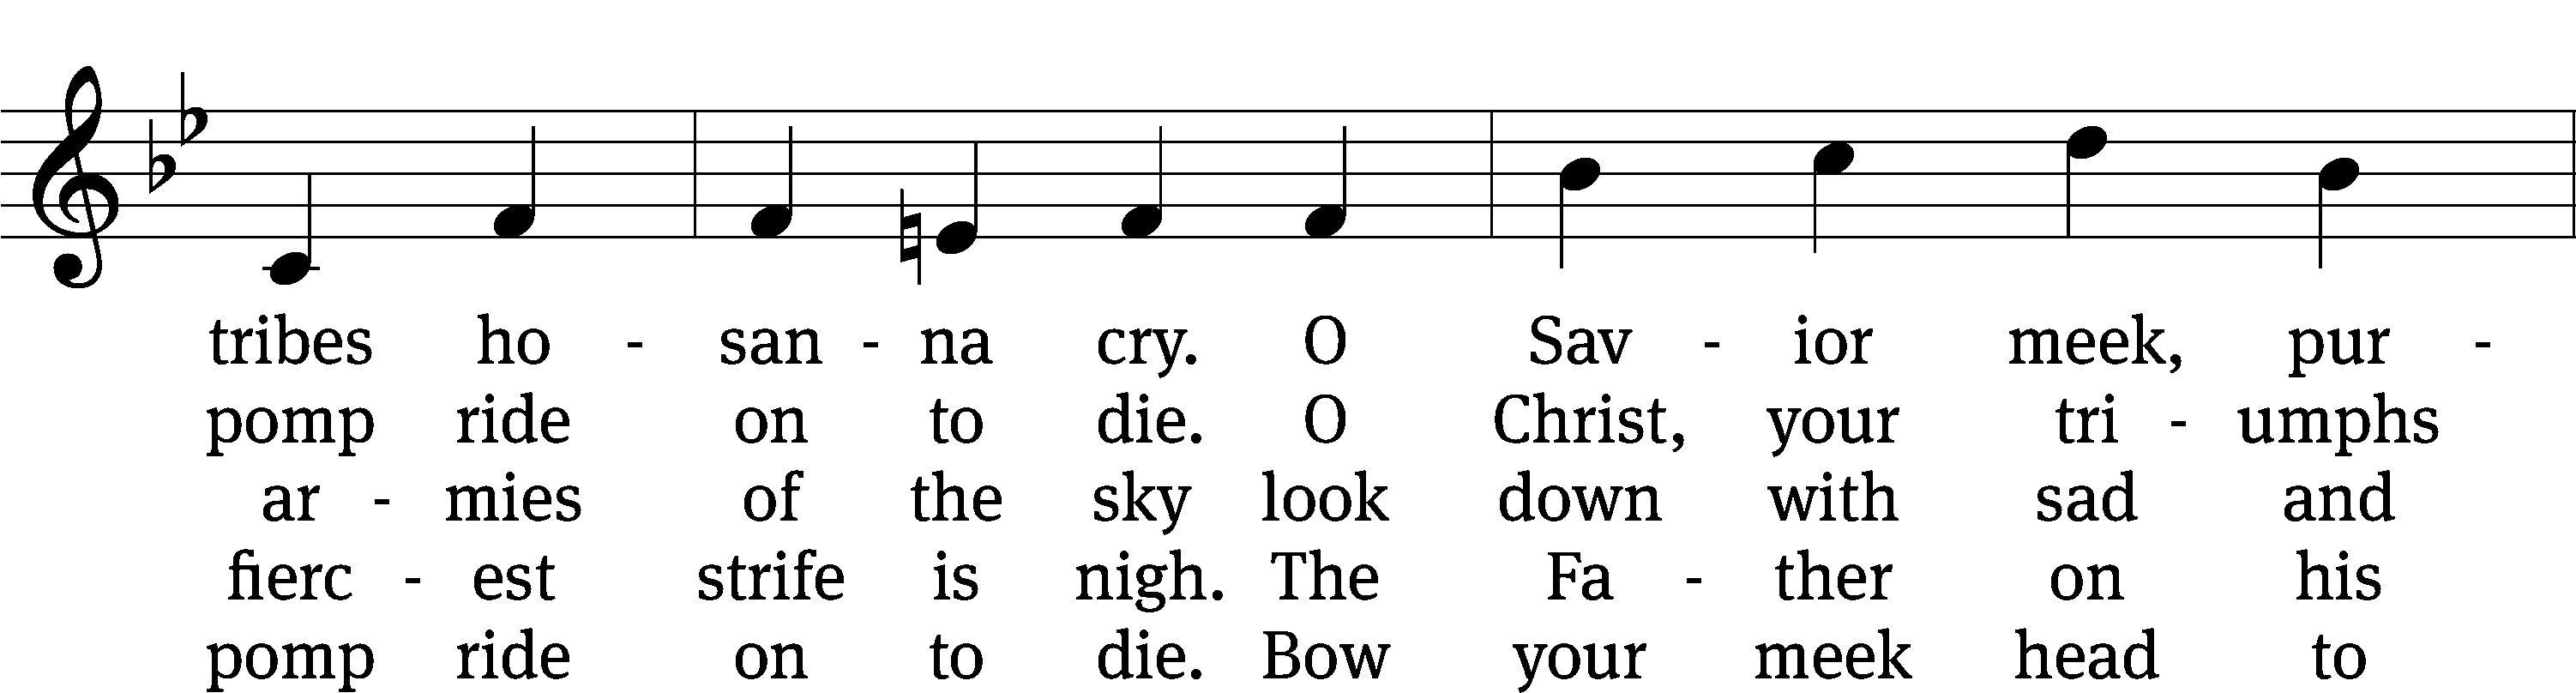 tribes ho - san - na cry. O Sav - ior meek, pur -
pomp ride on to die. O Christ, your tri - umphs
ar - mies of the sky look down with sad and
fierc - est strife is nigh. The Fa - ther on his
pomp ride on to die. Bow your meek head to